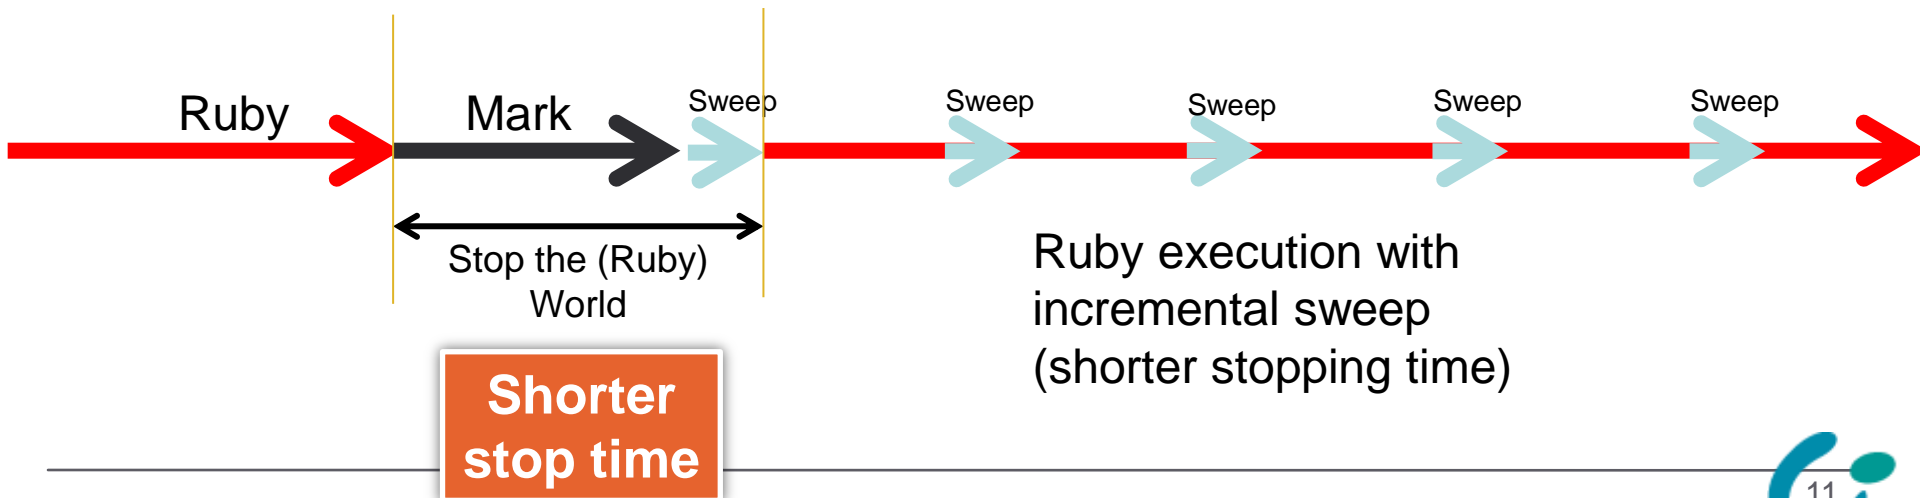 Ruby
Mark
Sweep
Sweep
Sweep
Sweep
Sweep
Stop the (Ruby)
World
Ruby execution with
incremental sweep
(shorter stopping time)
Shorter
stop time
11